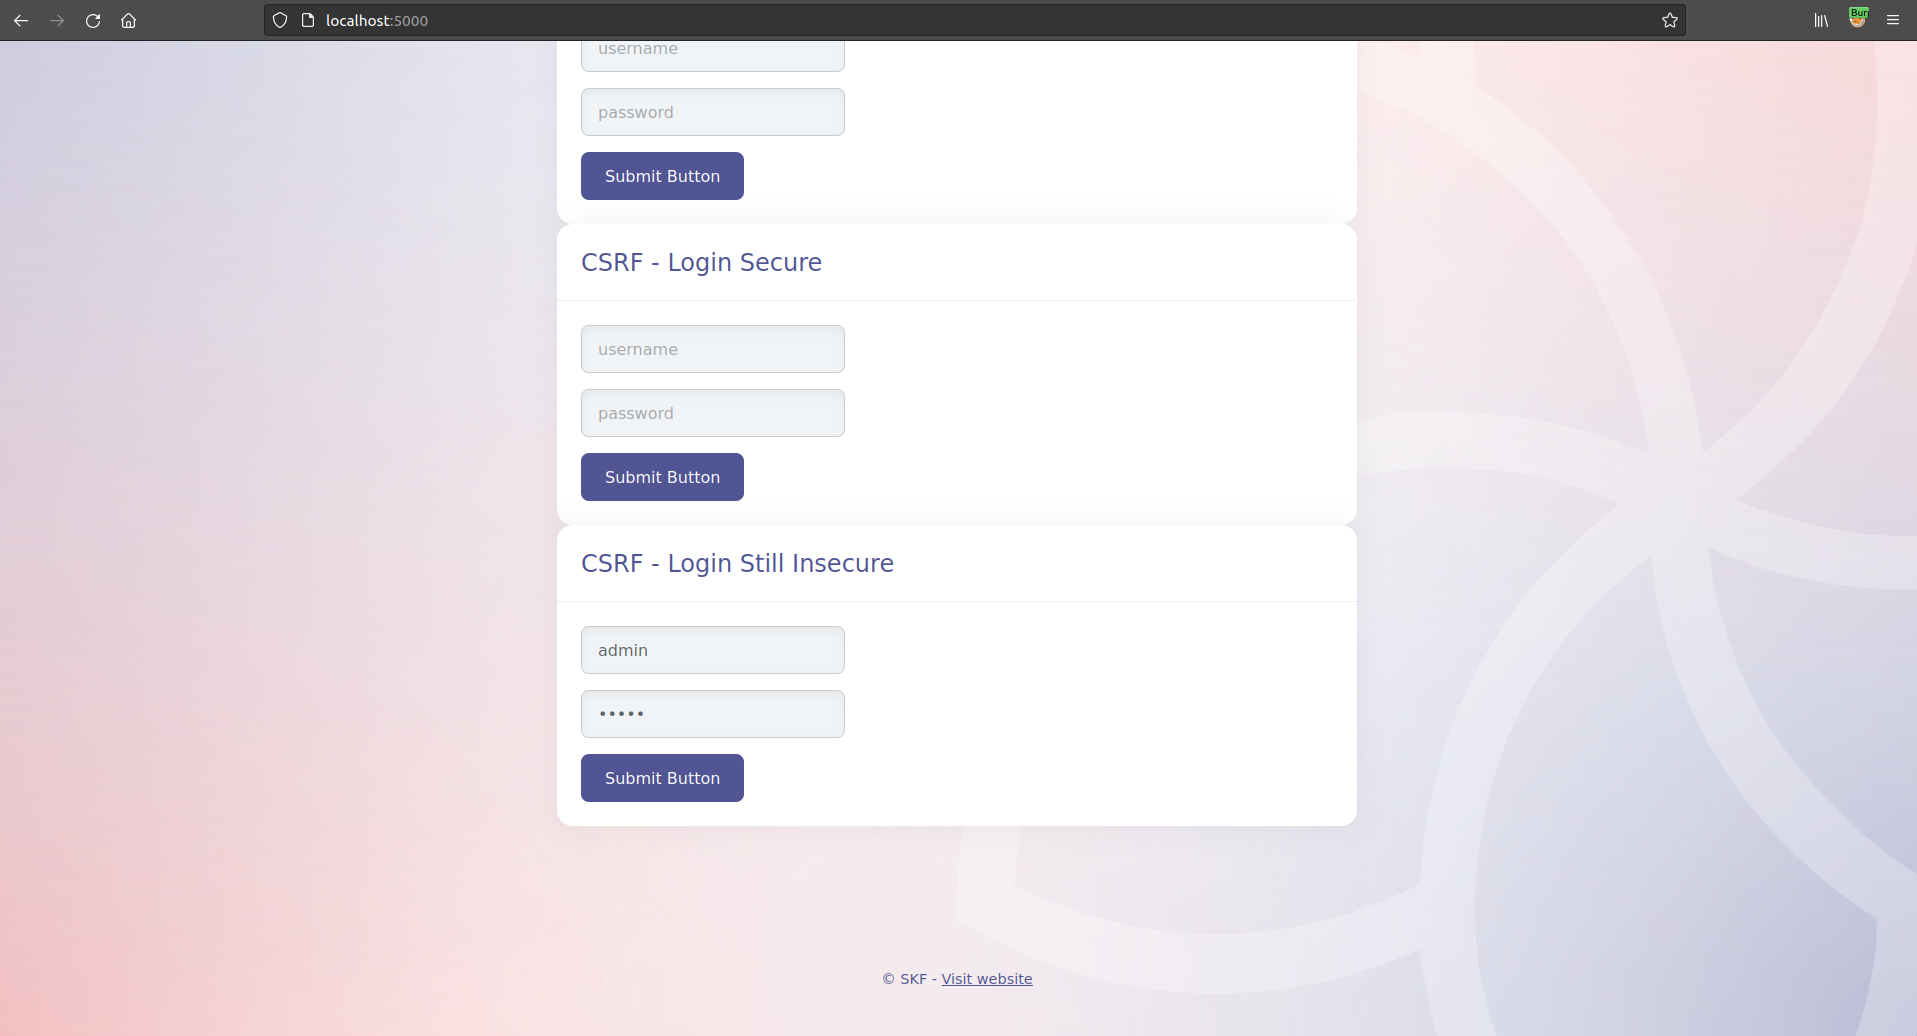 localhost:5000
Bur
username
password
Submit Button
CSRF - Login Secure
username
password
Submit Button
CSRF - Login Still Insecure
admin
•••••
Submit Button
© SKF - Visit website